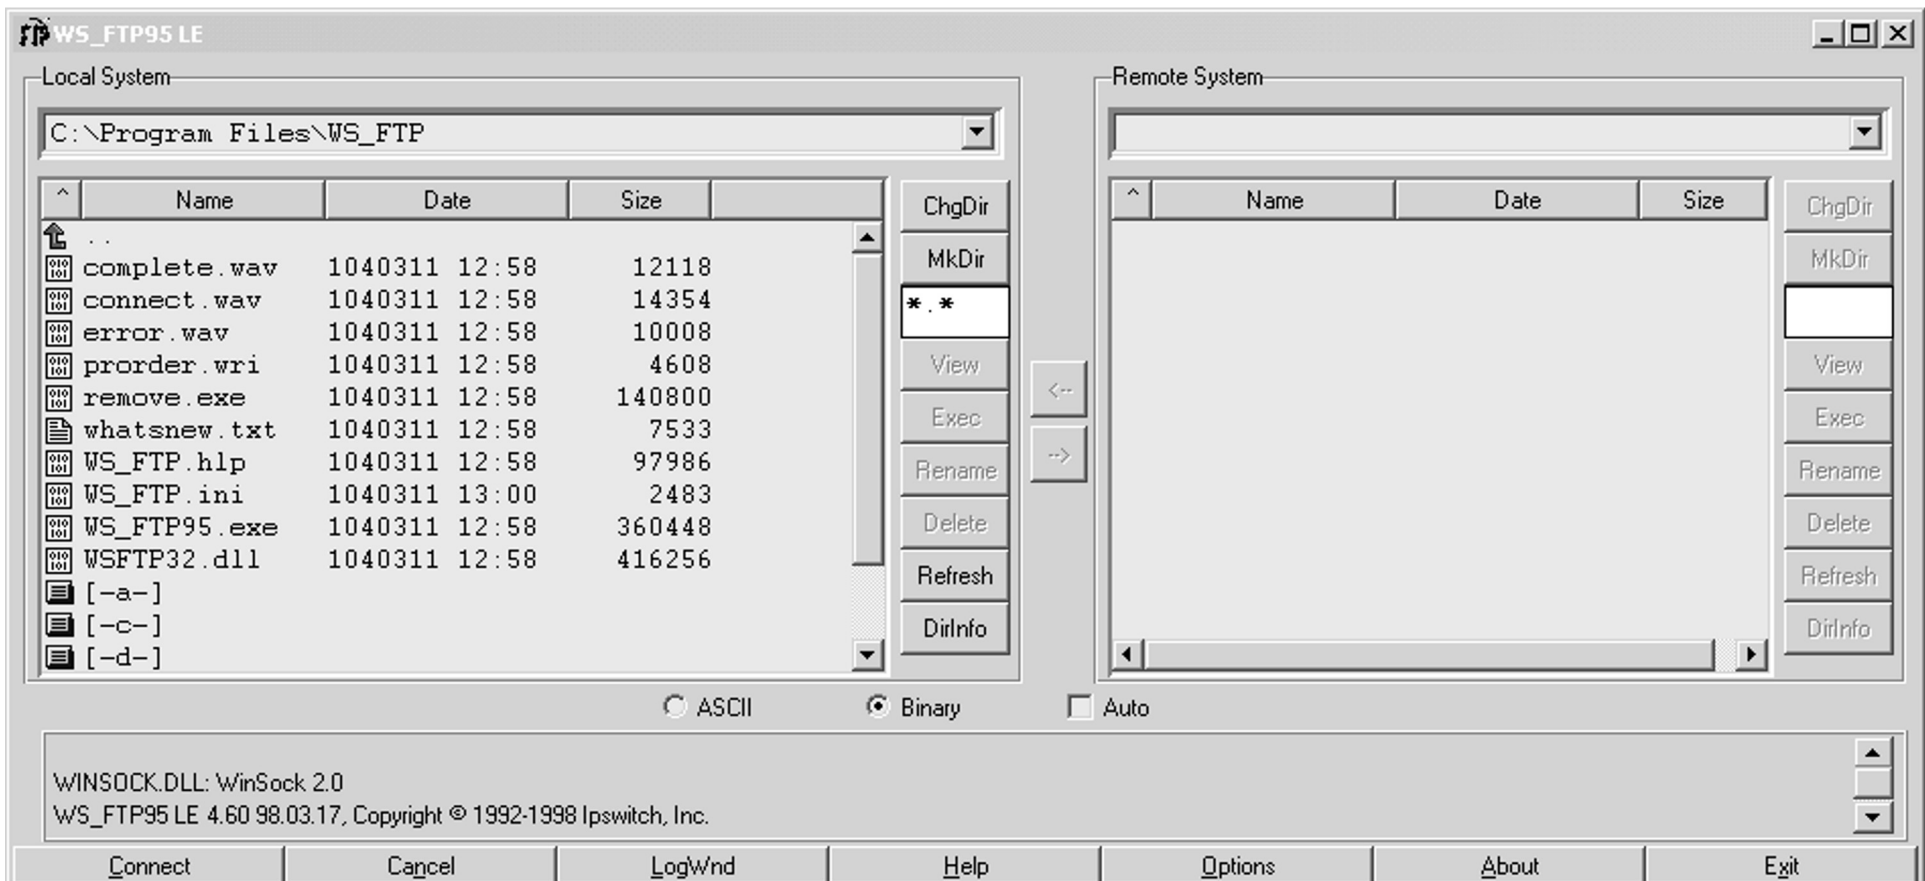 WS_FTP95 LE
Local System
C:\Program Files\WS_FTP
^ Name Date Size
..
complete.wav 1040311 12:58 12118
connect.wav 1040311 12:58 14354
error.wav 1040311 12:58 10008
prorder.wri 1040311 12:58 4608
remove.exe 1040311 12:58 140800
whatsnew.txt 1040311 12:58 7533
WS_FTP.hlp 1040311 12:58 97986
WS_FTP.ini 1040311 13:00 2483
WS_FTP95.exe 1040311 12:58 360448
WSFTP32.dll 1040311 12:58 416256
[-a-]
[-c-]
[-d-]
ChgDir
MkDir
*.*
View
Exec
Rename
Delete
Refresh
DirInfo
<--
-->
Remote System
^ Name Date Size
ChgDir
MkDir
View
Exec
Rename
Delete
Refresh
DirInfo
ASCII Binary Auto
WINSOCK.DLL: WinSock 2.0
WS_FTP95 LE 4.60 98.03.17, Copyright © 1992-1998 Ipswitch, Inc.
Connect Cancel LogWnd Help Options About Exit